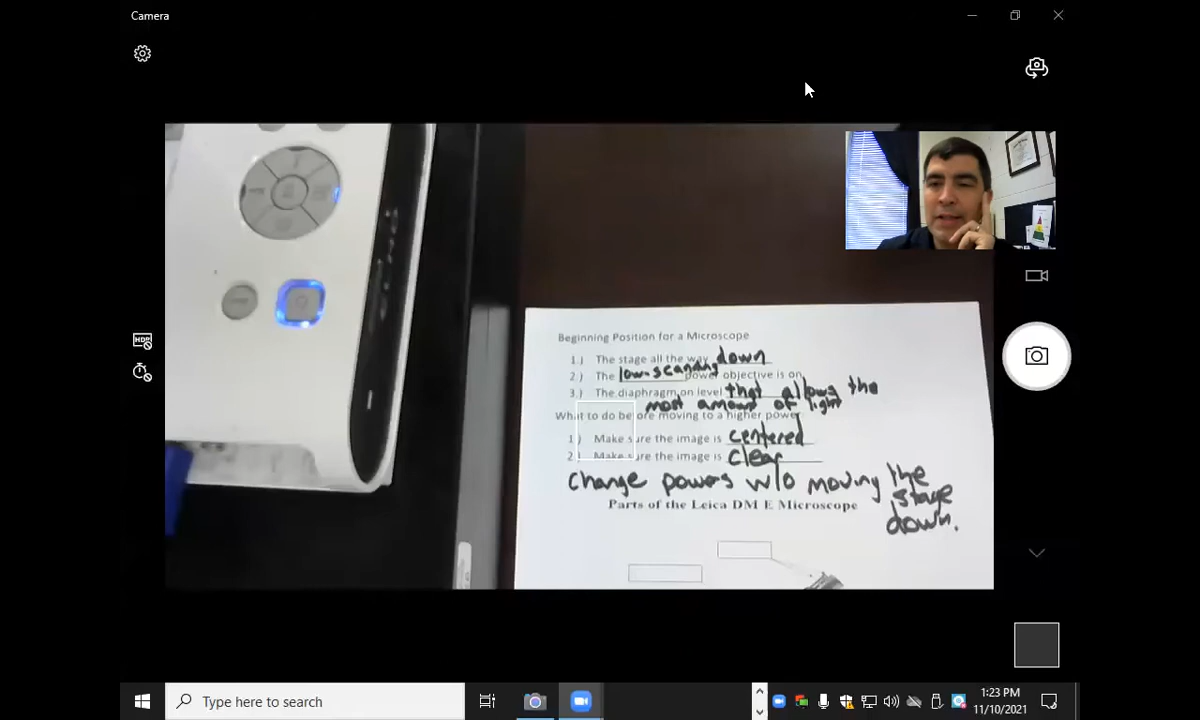 Camera
Beginning Position for a Microscope
1.) The stage all the way down
2.) The low-scanning power objective is on
3.) The diaphragm on level that allows the
most amount of light
What to do before moving to a higher power
1.) Make sure the image is centered
2.) Make sure the image is clear
Change powers w/o moving the
stage
down.
Parts of the Leica DM E Microscope
Type here to search
1:23 PM
11/10/2021